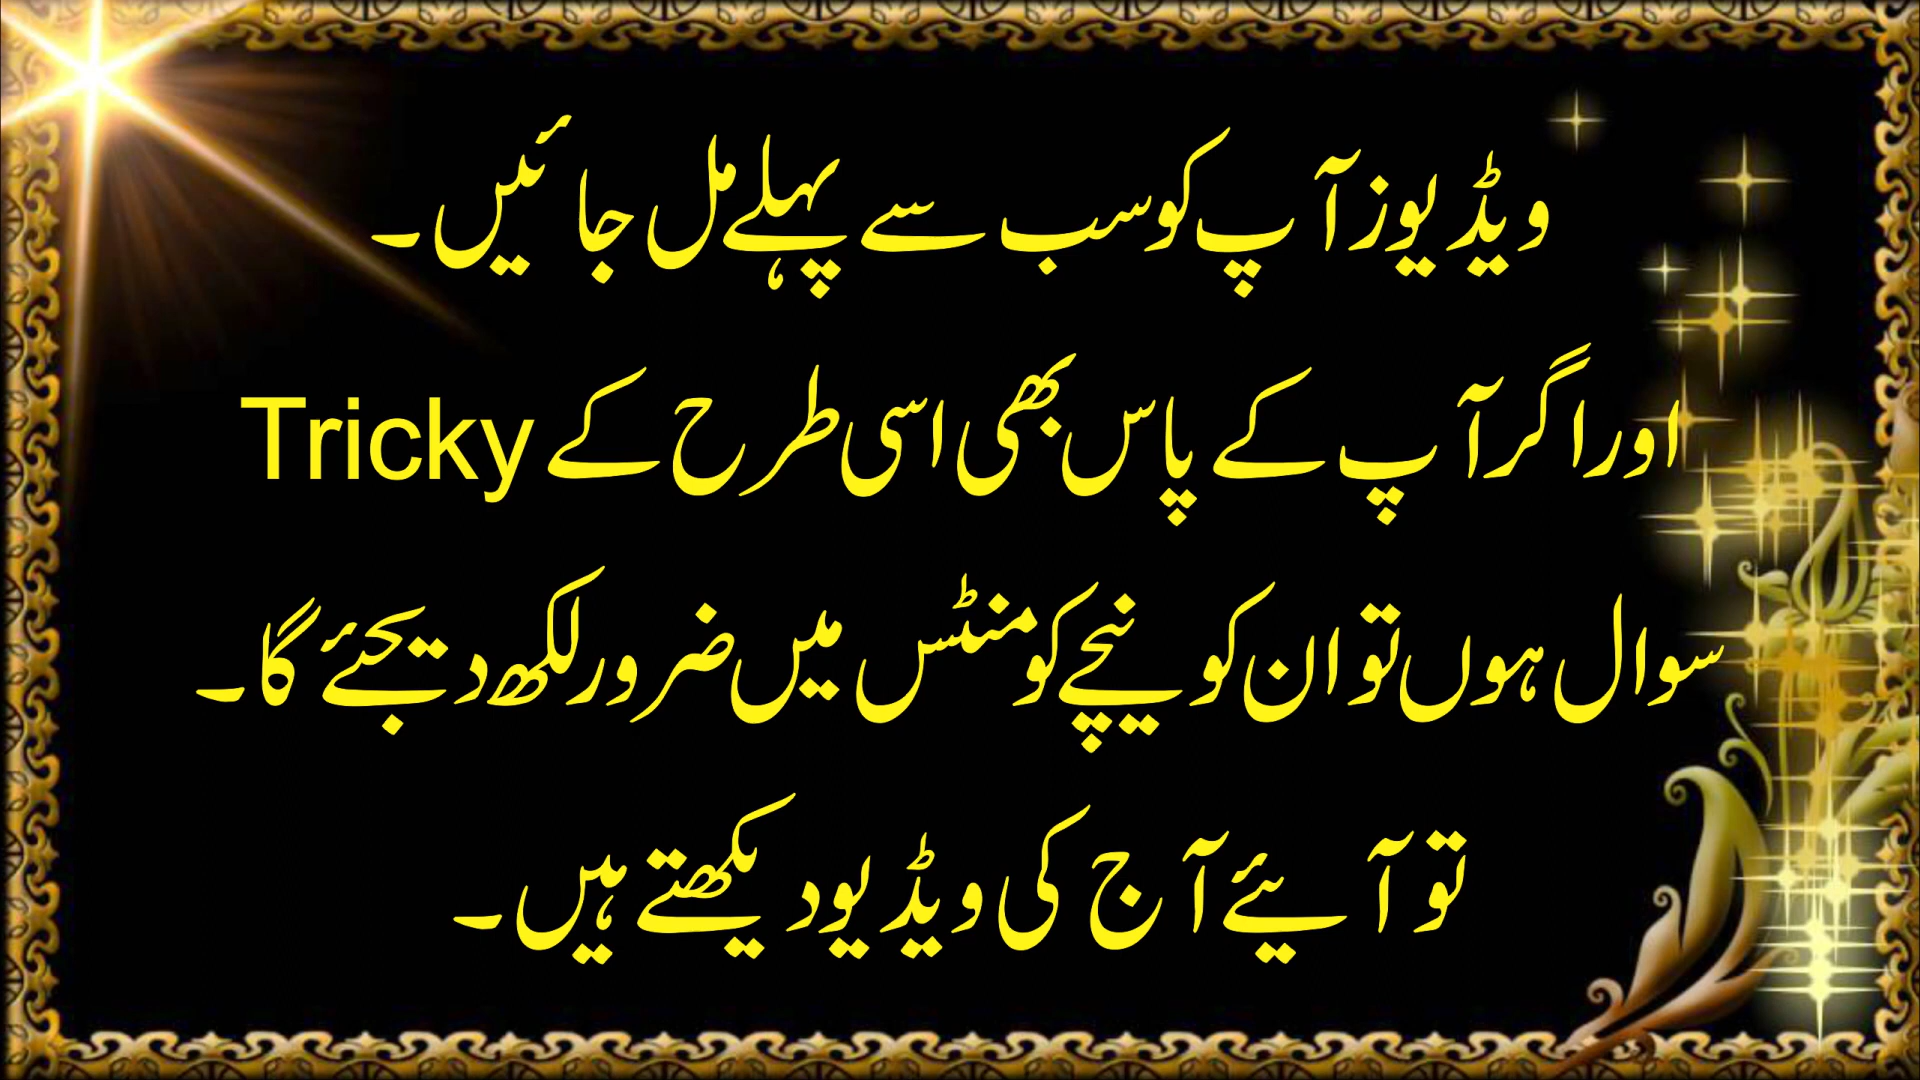 ویڈیوز آپ کو سب سے پہلے مل جائیں۔
اور اگر آپ کے پاس بھی اسی طرح کے Tricky
سوال ہوں تو ان کو نیچے کومنٹس میں ضرور لکھ دیجئے گا۔
تو آیئے آج کی ویڈیو دیکھتے ہیں۔